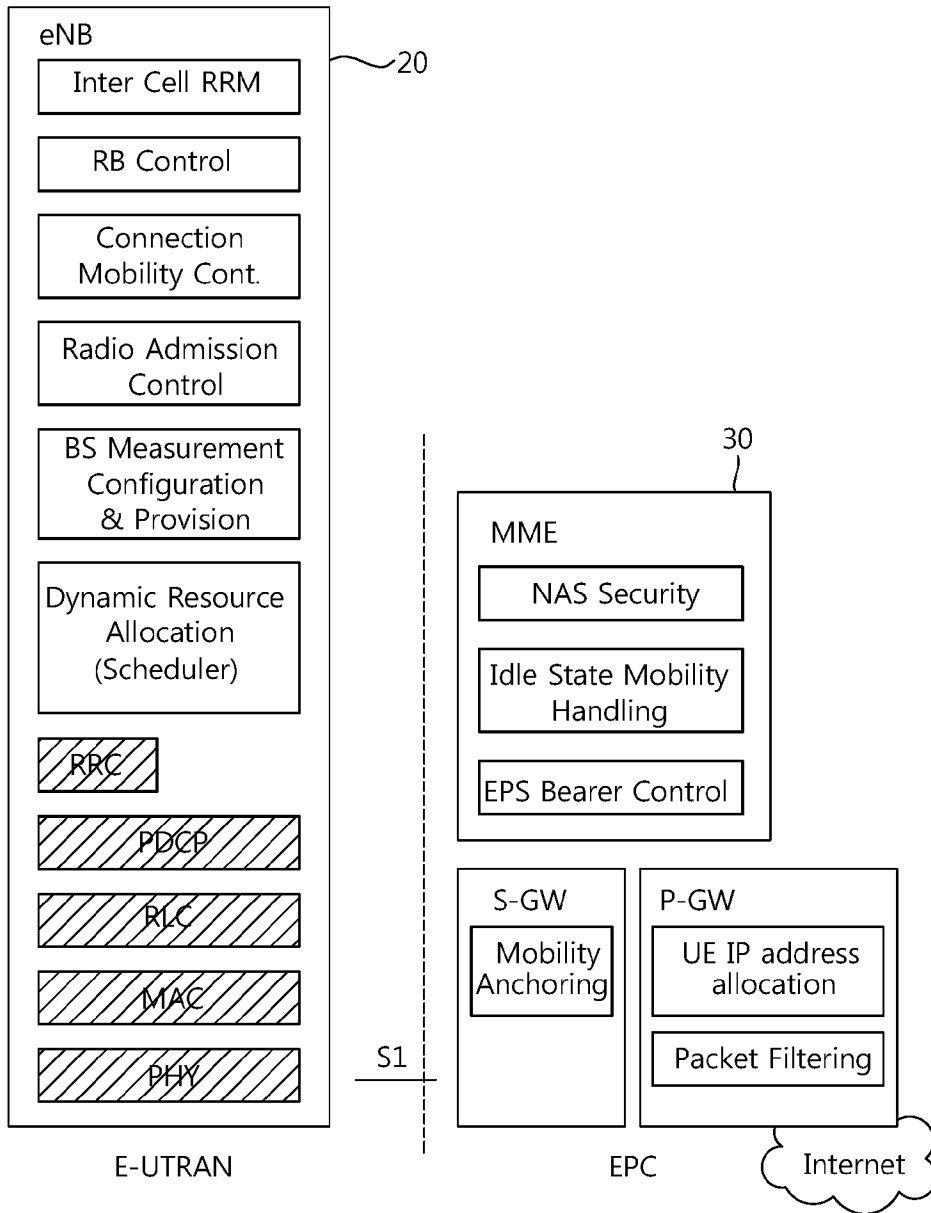 eNB
20
Inter Cell RRM
RB Control
Connection
Mobility Cont.
Radio Admission
Control
BS Measurement
Configuration
& Provision
Dynamic Resource
Allocation
(Scheduler)
RRC
PDCP
RLC
MAC
PHY
E-UTRAN
S1
30
MME
NAS Security
Idle State Mobility
Handling
EPS Bearer Control
S-GW
Mobility
Anchoring
P-GW
UE IP address
allocation
Packet Filtering
EPC
Internet